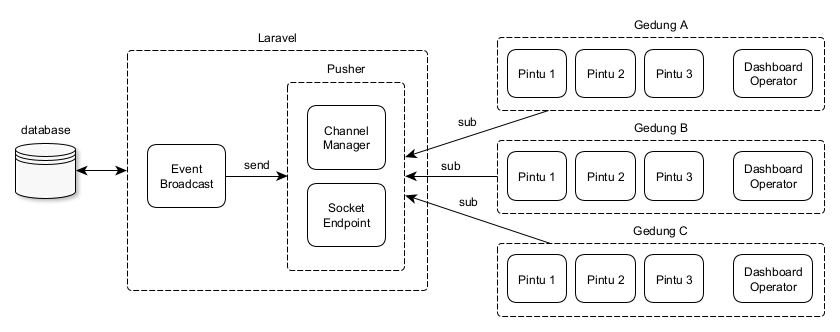 Gedung A
Laravel
Pusher
Pintu 1
Pintu 2
Pintu 3
Dashboard
Operator
sub
database
Channel
Manager
Gedung B
Event
Broadcast
send
sub
Pintu 1
Pintu 2
Pintu 3
Dashboard
Operator
Socket
Endpoint
sub
Gedung C
Pintu 1
Pintu 2
Pintu 3
Dashboard
Operator